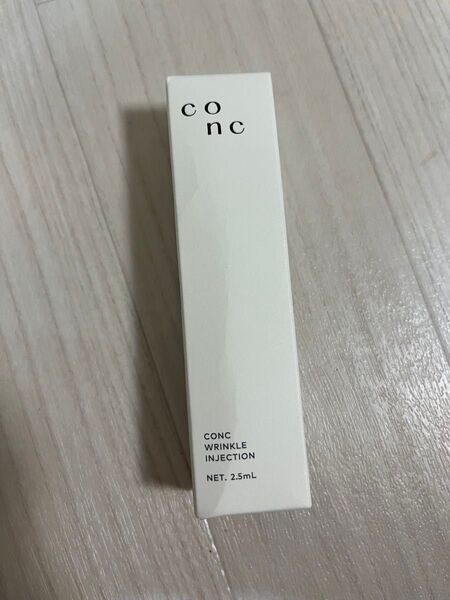 co
nc
CONC
WRINKLE
INJECTION
NET. 2.5mL